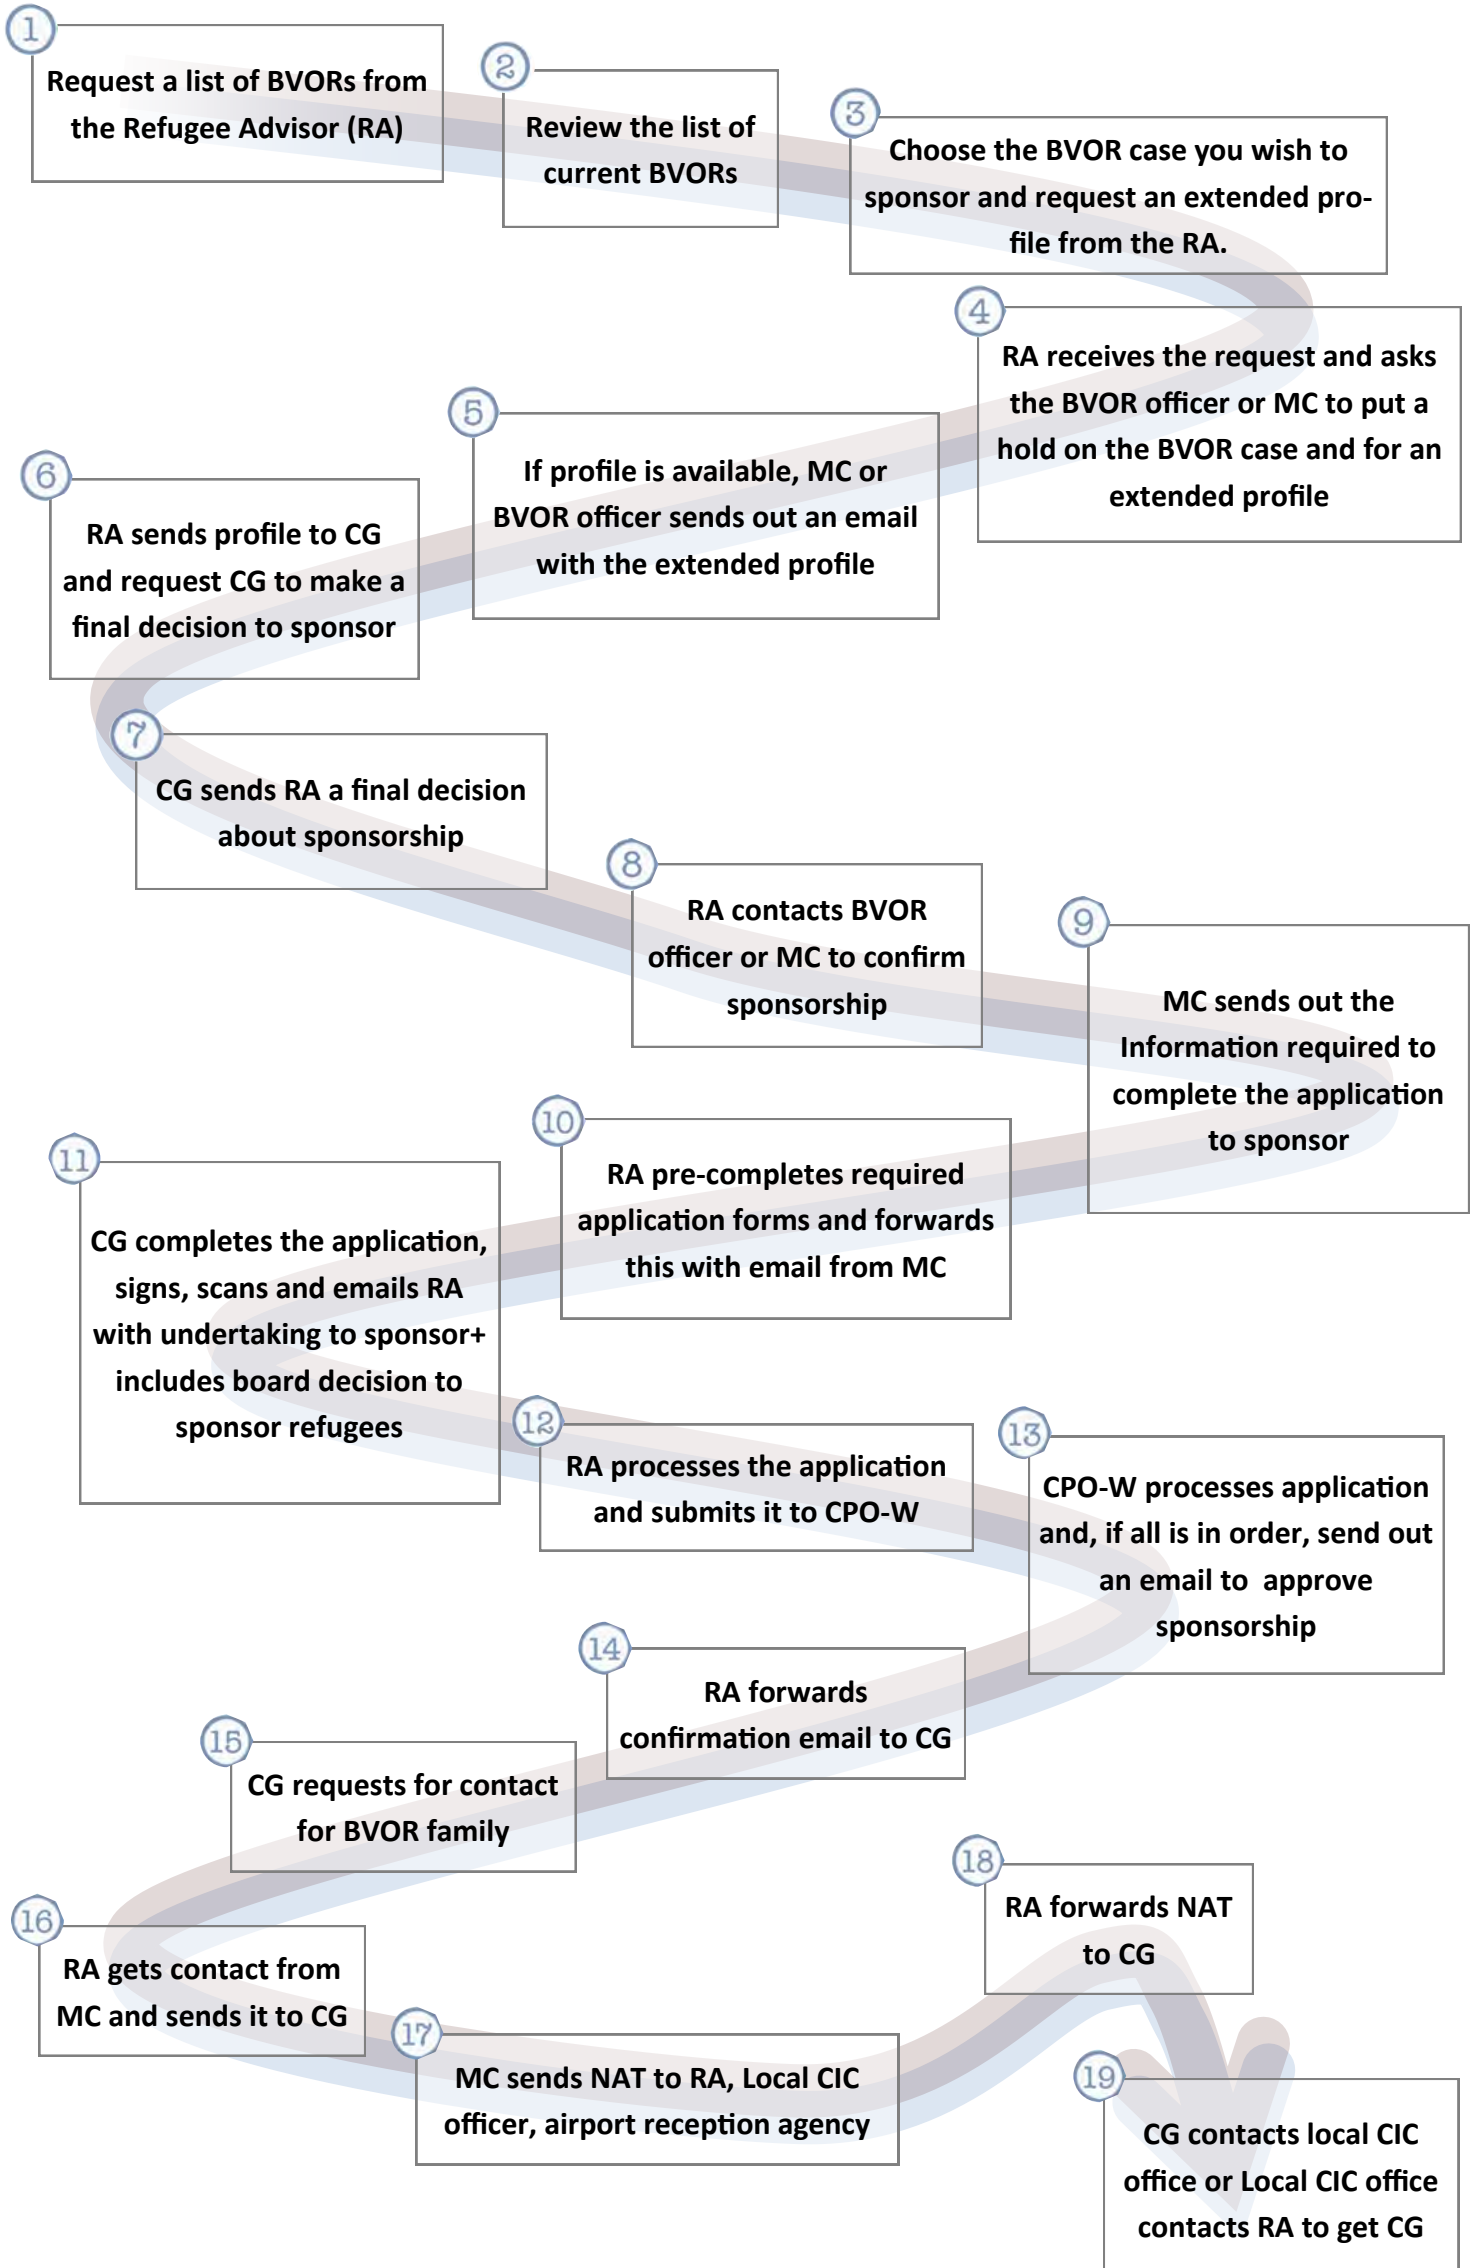 1
Request a list of BVORs from
the Refugee Advisor (RA)
2
Review the list of
current BVORs
3
Choose the BVOR case you wish to
sponsor and request an extended pro-
file from the RA.
4
RA receives the request and asks
the BVOR officer or MC to put a
hold on the BVOR case and for an
extended profile
5
If profile is available, MC or
BVOR officer sends out an email
with the extended profile
6
RA sends profile to CG
and request CG to make a
final decision to sponsor
7
CG sends RA a final decision
about sponsorship
8
RA contacts BVOR
officer or MC to confirm
sponsorship
9
MC sends out the
Information required to
complete the application
to sponsor
10
RA pre-completes required
application forms and forwards
this with email from MC
11
CG completes the application,
signs, scans and emails RA
with undertaking to sponsor+
includes board decision to
sponsor refugees
12
RA processes the application
and submits it to CPO-W
13
CPO-W processes application
and, if all is in order, send out
an email to  approve
sponsorship
14
RA forwards
confirmation email to CG
15
CG requests for contact
for BVOR family
16
RA gets contact from
MC and sends it to CG
17
MC sends NAT to RA, Local CIC
officer, airport reception agency
18
RA forwards NAT
to CG
19
CG contacts local CIC
office or Local CIC office
contacts RA to get CG